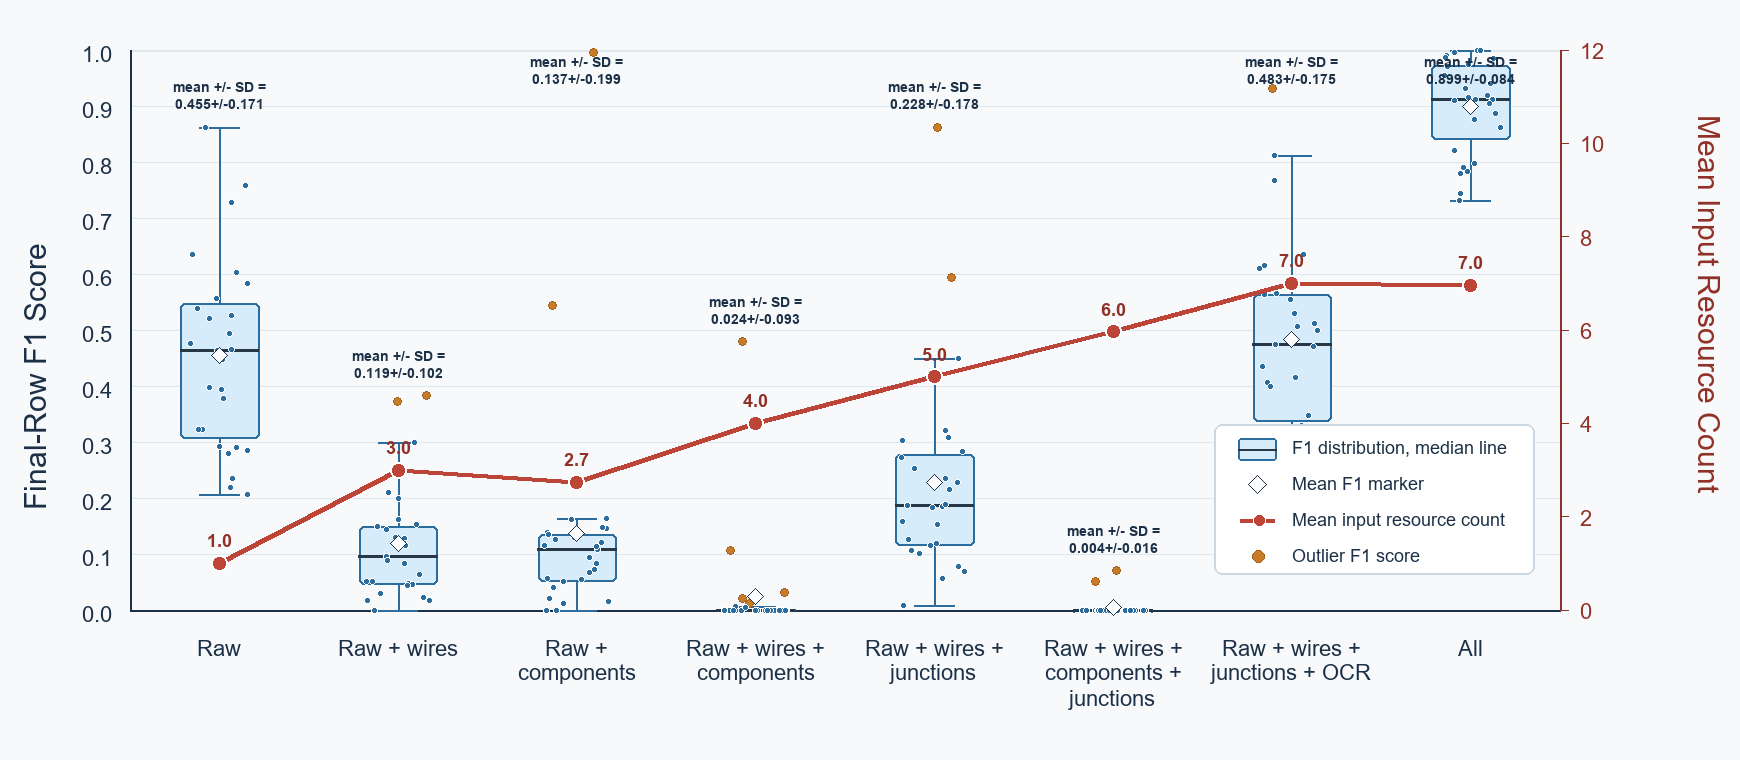 1.0
0.9
0.8
0.7
0.6
0.5
0.4
0.3
0.2
0.1
0.0
Final-Row F1 Score
12
10
8
6
4
2
0
Mean Input Resource Count
mean +/- SD =
0.455+/-0.171
mean +/- SD =
0.119+/-0.102
mean +/- SD =
0.137+/-0.199
mean +/- SD =
0.024+/-0.093
mean +/- SD =
0.228+/-0.178
mean +/- SD =
0.004+/-0.016
mean +/- SD =
0.483+/-0.175
mean +/- SD =
0.899+/-0.084
1.0
3.0
2.7
4.0
5.0
6.0
7.0
7.0
F1 distribution, median line
Mean F1 marker
Mean input resource count
Outlier F1 score
Raw
Raw + wires
Raw +
components
Raw + wires +
components
Raw + wires +
junctions
Raw + wires +
components +
junctions
Raw + wires +
junctions + OCR
All